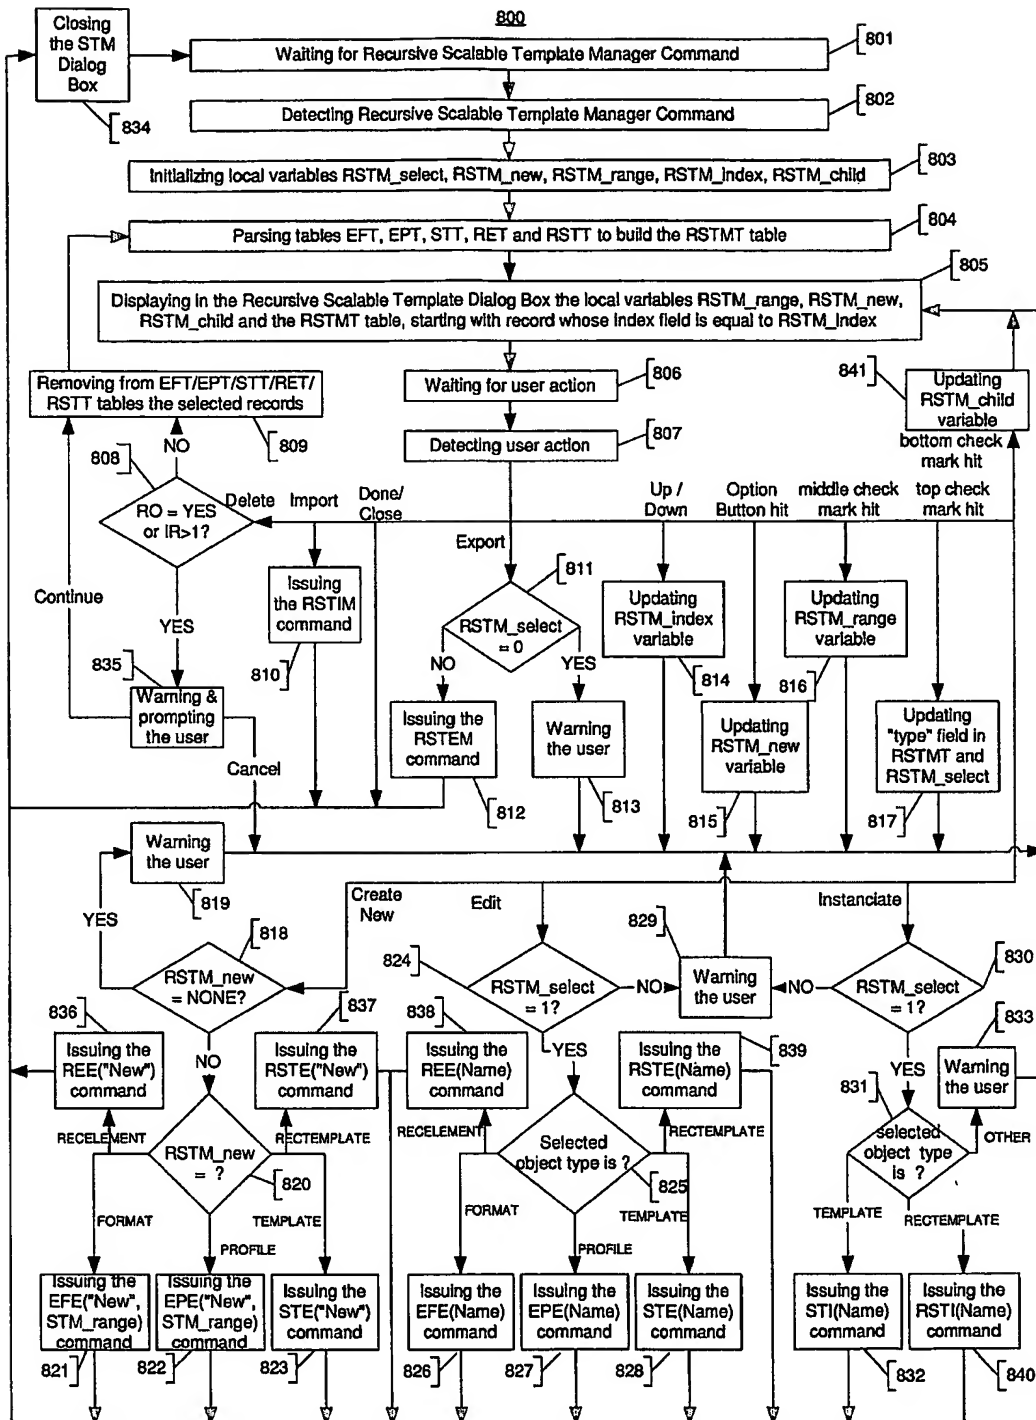 800
Closing
the STM
Dialog
Box
834
Waiting for Recursive Scalable Template Manager Command
801
Detecting Recursive Scalable Template Manager Command
802
Initializing local variables RSTM_select, RSTM_new, RSTM_range, RSTM_index, RSTM_child
803
Parsing tables EFT, EPT, STT, RET and RSTT to build the RSTMT table
804
Displaying in the Recursive Scalable Template Dialog Box the local variables RSTM_range, RSTM_new,
RSTM_child and the RSTMT table, starting with record whose Index field is equal to RSTM_index
805
Waiting for user action
806
Detecting user action
807
Removing from EFT/EPT/STT/RET/
RSTT tables the selected records
809
841
Updating
RSTM_child
variable
bottom check
mark hit
808
NO
RO = YES
or IR>1?
Delete
Import
Done/
Close
Export
Up /
Down
Option
Button hit
middle check
mark hit
top check
mark hit
Continue
YES
835
Warning &
prompting
the user
Cancel
Issuing
the RSTIM
command
810
RSTM_select
= 0
811
NO
YES
Issuing the
RSTEM
command
812
Warning
the user
813
Updating
RSTM_index
variable
814
Updating
RSTM_new
variable
815
Updating
RSTM_range
variable
816
Updating
"type" field in
RSTMT and
RSTM_select
817
Warning
the user
819
YES
Create
New
Edit
Instanciate
818
RSTM_new
= NONE?
NO
824
RSTM_select
= 1?
NO
YES
829
Warning
the user
NO
RSTM_select
= 1?
830
YES
836
Issuing the
REE("New")
command
837
Issuing the
RSTE("New")
command
838
Issuing the
REE(Name)
command
839
Issuing the
RSTE(Name)
command
833
Warning
the user
RECELEMENT
RECTEMPLATE
RSTM_new
= ?
820
FORMAT
PROFILE
TEMPLATE
RECELEMENT
RECTEMPLATE
Selected
object type is ?
825
FORMAT
PROFILE
TEMPLATE
831
selected
object type
is ?
OTHER
TEMPLATE
RECTEMPLATE
Issuing the
EFE("New",
STM_range)
command
821
Issuing the
EPE("New",
STM_range)
command
822
Issuing the
STE("New")
command
823
Issuing the
EFE(Name)
command
826
Issuing the
EPE(Name)
command
827
Issuing the
STE(Name)
command
828
Issuing the
STI(Name)
command
832
Issuing the
RSTI(Name)
command
840